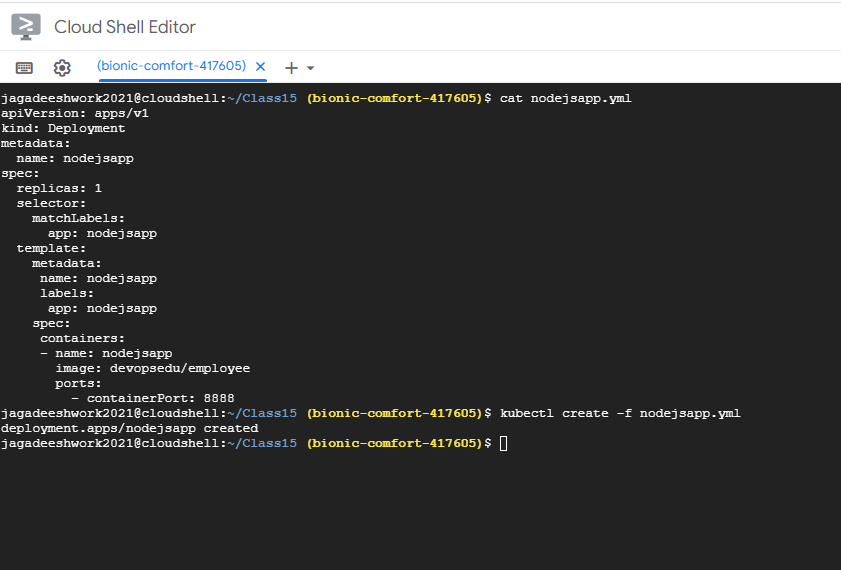 Cloud Shell Editor
(bionic-comfort-417605)
jagadeeshwork2021@cloudshell:~/Class15 (bionic-comfort-417605)$ cat nodejsapp.yml
apiVersion: apps/v1
kind: Deployment
metadata:
  name: nodejsapp
spec:
  replicas: 1
  selector:
    matchLabels:
      app: nodejsapp
  template:
    metadata:
     name: nodejsapp
     labels:
      app: nodejsapp
    spec:
     containers:
     - name: nodejsapp
       image: devopsedu/employee
       ports:
         - containerPort: 8888
jagadeeshwork2021@cloudshell:~/Class15 (bionic-comfort-417605)$ kubectl create -f nodejsapp.yml
deployment.apps/nodejsapp created
jagadeeshwork2021@cloudshell:~/Class15 (bionic-comfort-417605)$